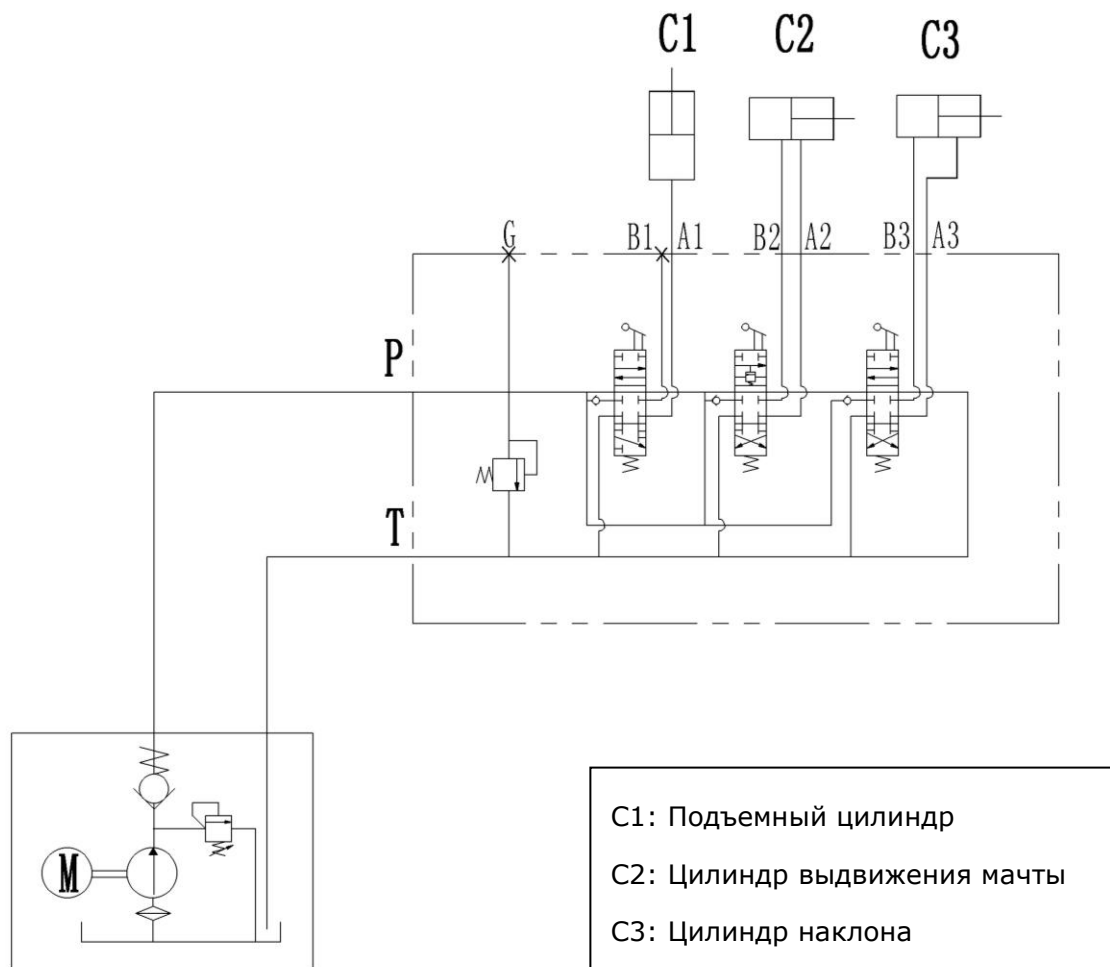 C1 C2 C3
G B1 A1 B2 A2 B3 A3
P
T
M
C1: Подъемный цилиндр
C2: Цилиндр выдвижения мачты
C3: Цилиндр наклона